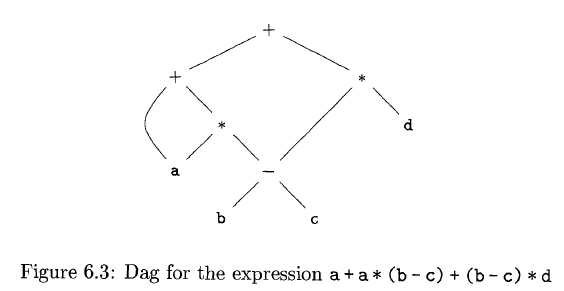 +
+ *
* d
a −
b c
Figure 6.3: Dag for the expression a + a * (b - c) + (b - c) * d